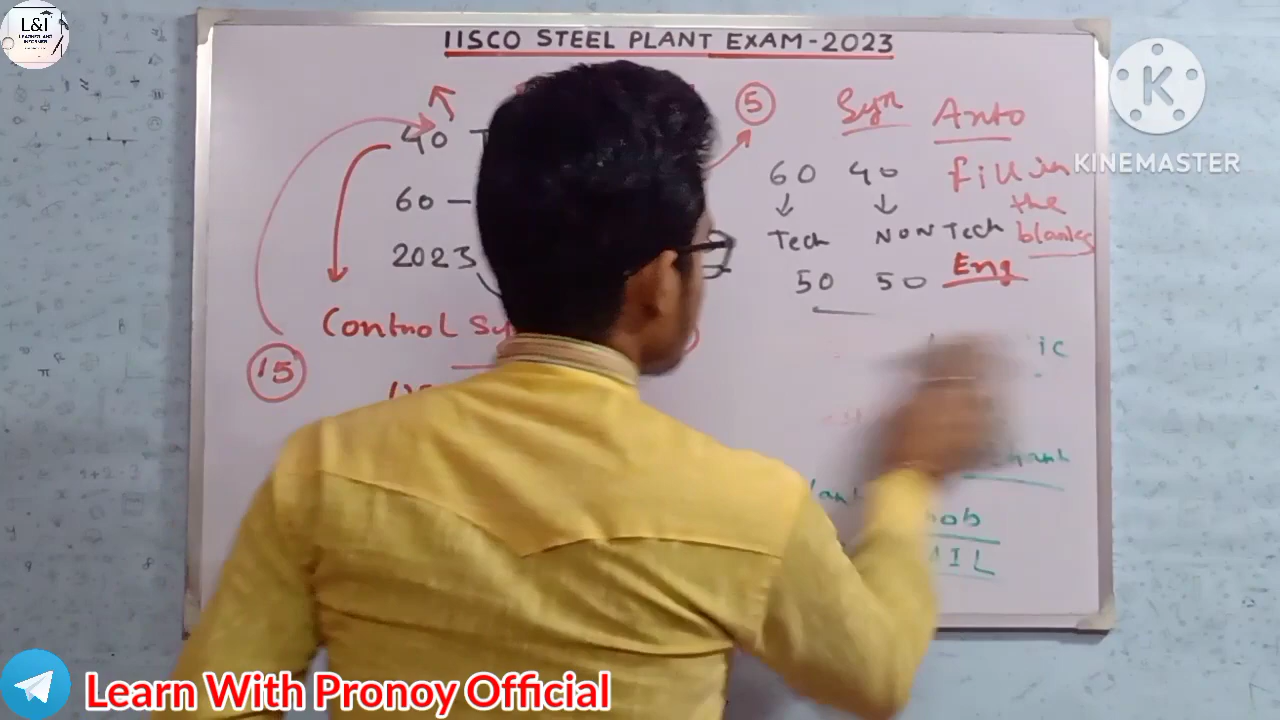 L&I
IISCO STEEL PLANT EXAM-2023
KINEMASTER
40
60 -
2023
Control Sy
15
5
Syn Anto
60 40 fill in
the
Tech NON Tech blanks
50 50 Eng
ic
AIL
Learn With Pronoy Official